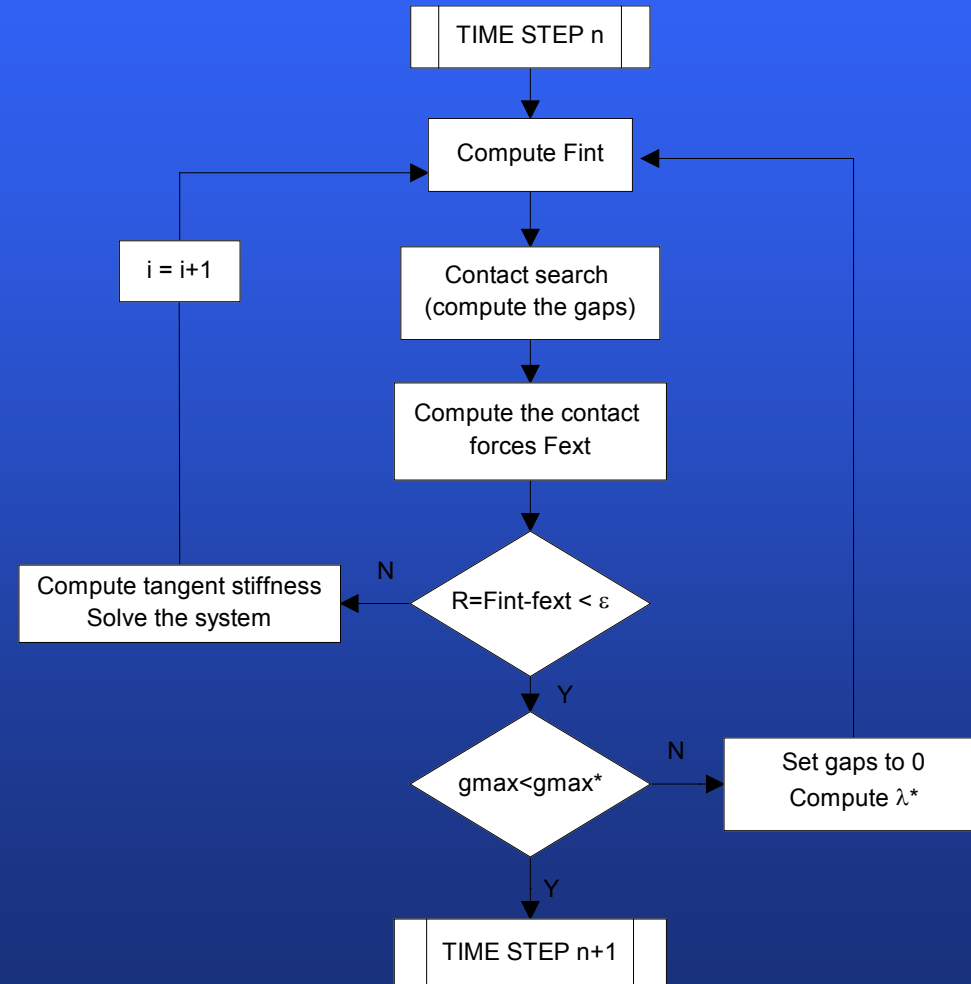 TIME STEP n
Compute Fint
i = i+1
Contact search
(compute the gaps)
Compute the contact
forces Fext
N
Compute tangent stiffness
Solve the system
R=Fint-fext < ε
Y
N
gmax<gmax*
Set gaps to 0
Compute λ*
Y
TIME STEP n+1